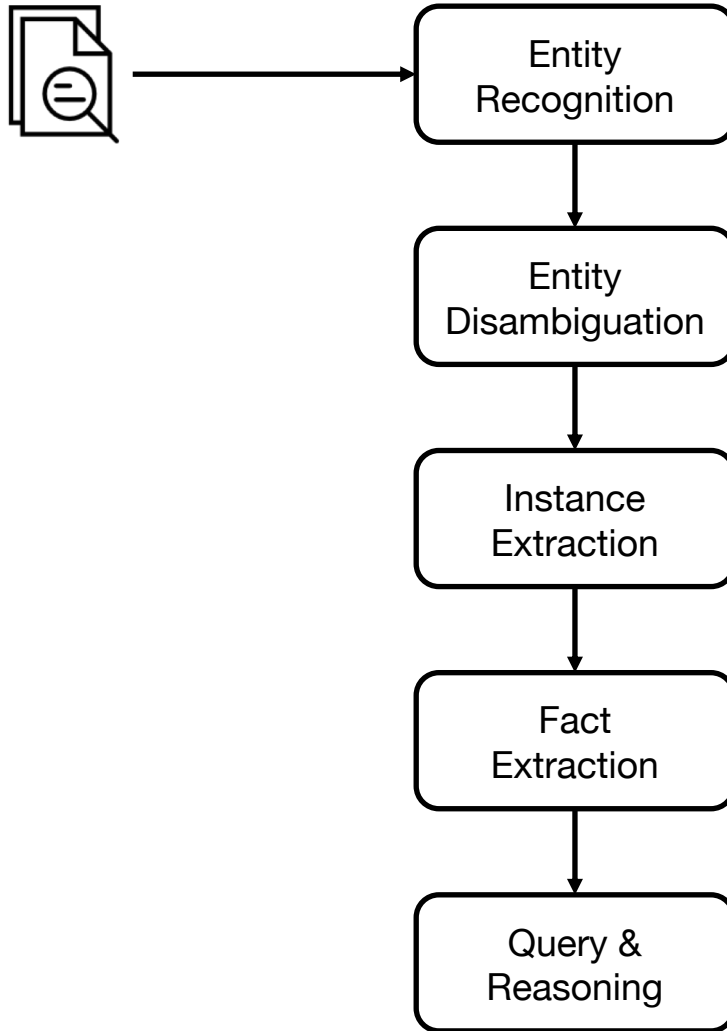 Entity
Recognition
Entity
Disambiguation
Instance
Extraction
Fact
Extraction
Query &
Reasoning